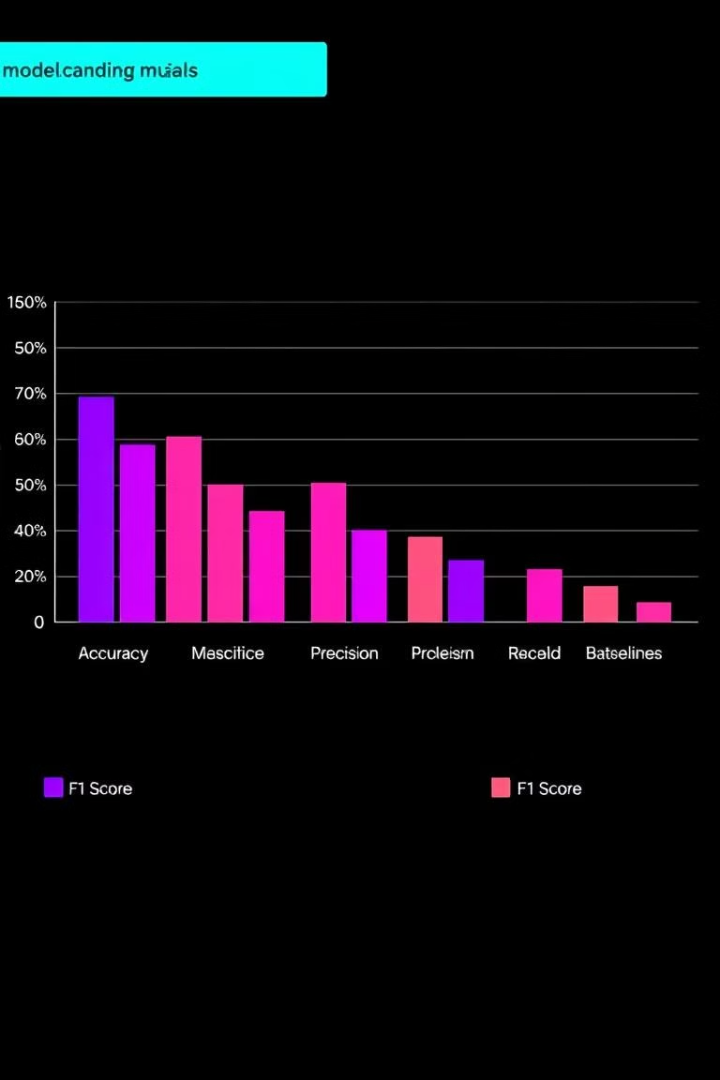 model.canding muials
150%
50%
70%
60%
50%
40%
20%
0
Accuracy Mascitice Precision Proleism Receld Batselines
F1 Score F1 Score